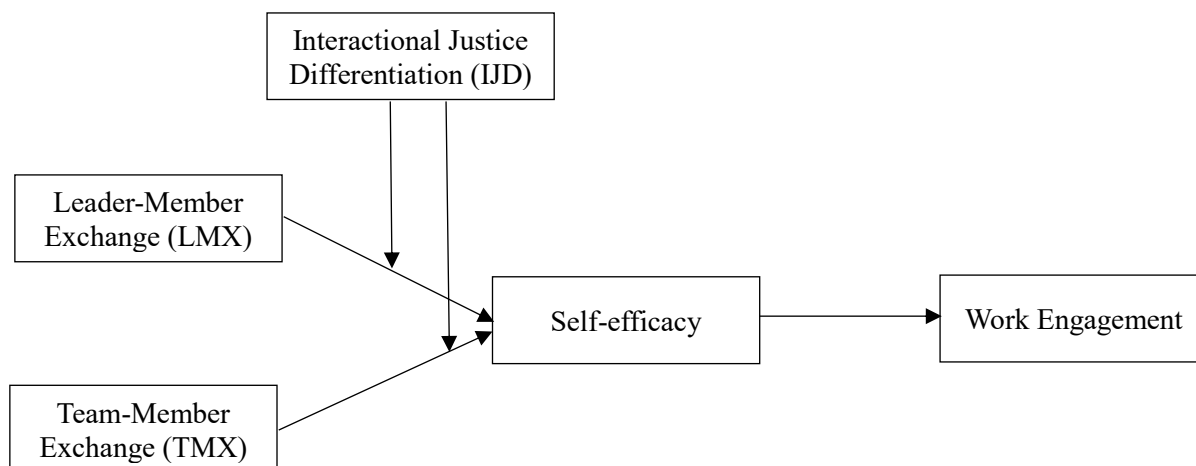 Interactional Justice
Differentiation (IJD)
Leader-Member
Exchange (LMX)
Self-efficacy
Work Engagement
Team-Member
Exchange (TMX)